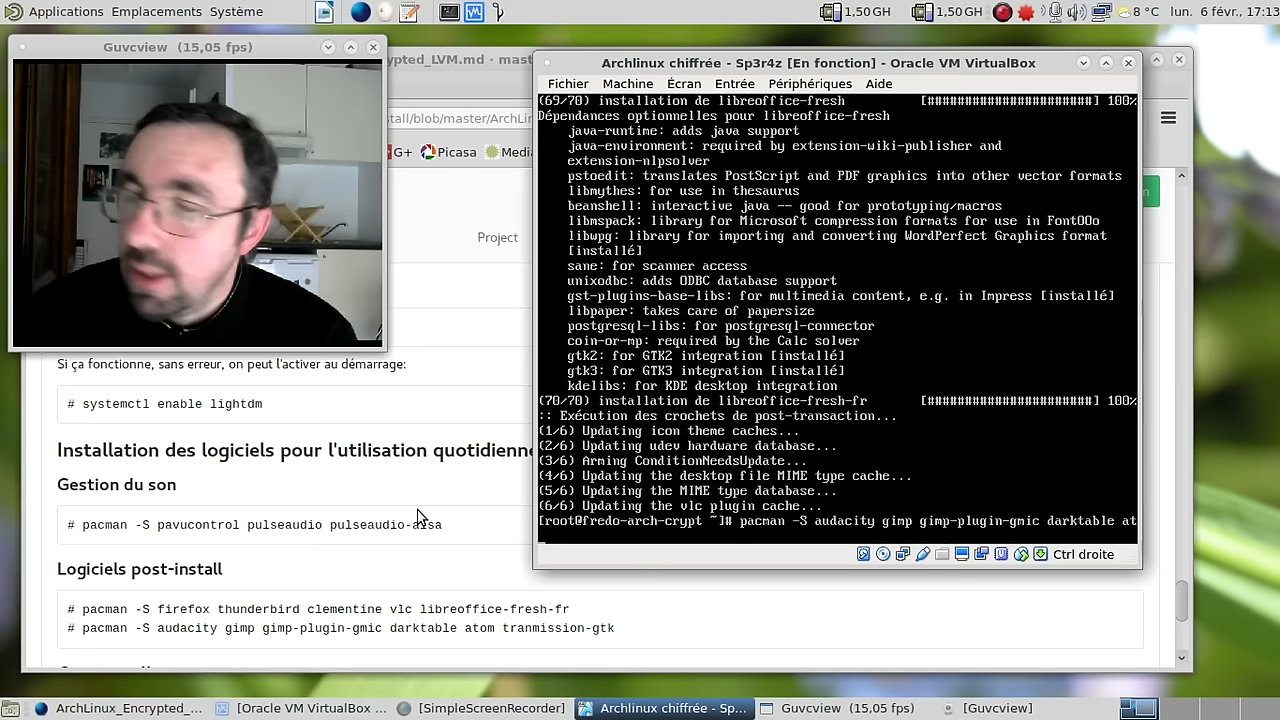 Applications Emplacements Système
1,50 GH 1,50 GH 8 °C lun. 6 févr., 17:13
Guvcview (15,05 fps)
rypted_LVM.md - mast
tall/blob/master/ArchLin
G+ Picasa Media
Project
Si ça fonctionne, sans erreur, on peut l'activer au démarrage:
# systemctl enable lightdm
Installation des logiciels pour l'utilisation quotidienne
Gestion du son
# pacman -S pavucontrol pulseaudio pulseaudio-alsa
Logiciels post-install
# pacman -S firefox thunderbird clementine vlc libreoffice-fresh-fr
# pacman -S audacity gimp gimp-plugin-gmic darktable atom tranmission-gtk
Archlinux chiffrée - Sp3r4z [En fonction] - Oracle VM VirtualBox
Fichier Machine Écran Entrée Périphériques Aide
(69/70) installation de libreoffice-fresh [######################] 100%
Dépendances optionnelles pour libreoffice-fresh
java-runtime: adds java support
java-environment: required by extension-wiki-publisher and
extension-nlpsolver
pstoedit: translates PostScript and PDF graphics into other vector formats
libmythes: for use in thesaurus
beanshell: interactive java -- good for prototyping/macros
libmspack: library for Microsoft compression formats for use in FontOOo
libwpg: library for importing and converting WordPerfect Graphics format
[installé]
sane: for scanner access
unixodbc: adds ODBC database support
gst-plugins-base-libs: for multimedia content, e.g. in Impress [installé]
libpaper: takes care of papersize
postgresql-libs: for postgresql-connector
coin-or-mp: required by the Calc solver
gtk2: for GTK2 integration [installé]
gtk3: for GTK3 integration [installé]
kdelibs: for KDE desktop integration
(70/70) installation de libreoffice-fresh-fr [######################] 100%
:: Exécution des crochets de post-transaction...
(1/6) Updating icon theme caches...
(2/6) Updating udev hardware database...
(3/6) Arming ConditionNeedsUpdate...
(4/6) Updating the desktop file MIME type cache...
(5/6) Updating the MIME type database...
(6/6) Updating the vlc plugin cache...
[root@fredo-arch-crypt ~]# pacman -S audacity gimp gimp-plugin-gmic darktable at
Ctrl droite
ArchLinux_Encrypted_... [Oracle VM VirtualBox ... [SimpleScreenRecorder] Archlinux chiffrée - Sp... Guvcview (15,05 fps) [Guvcview]